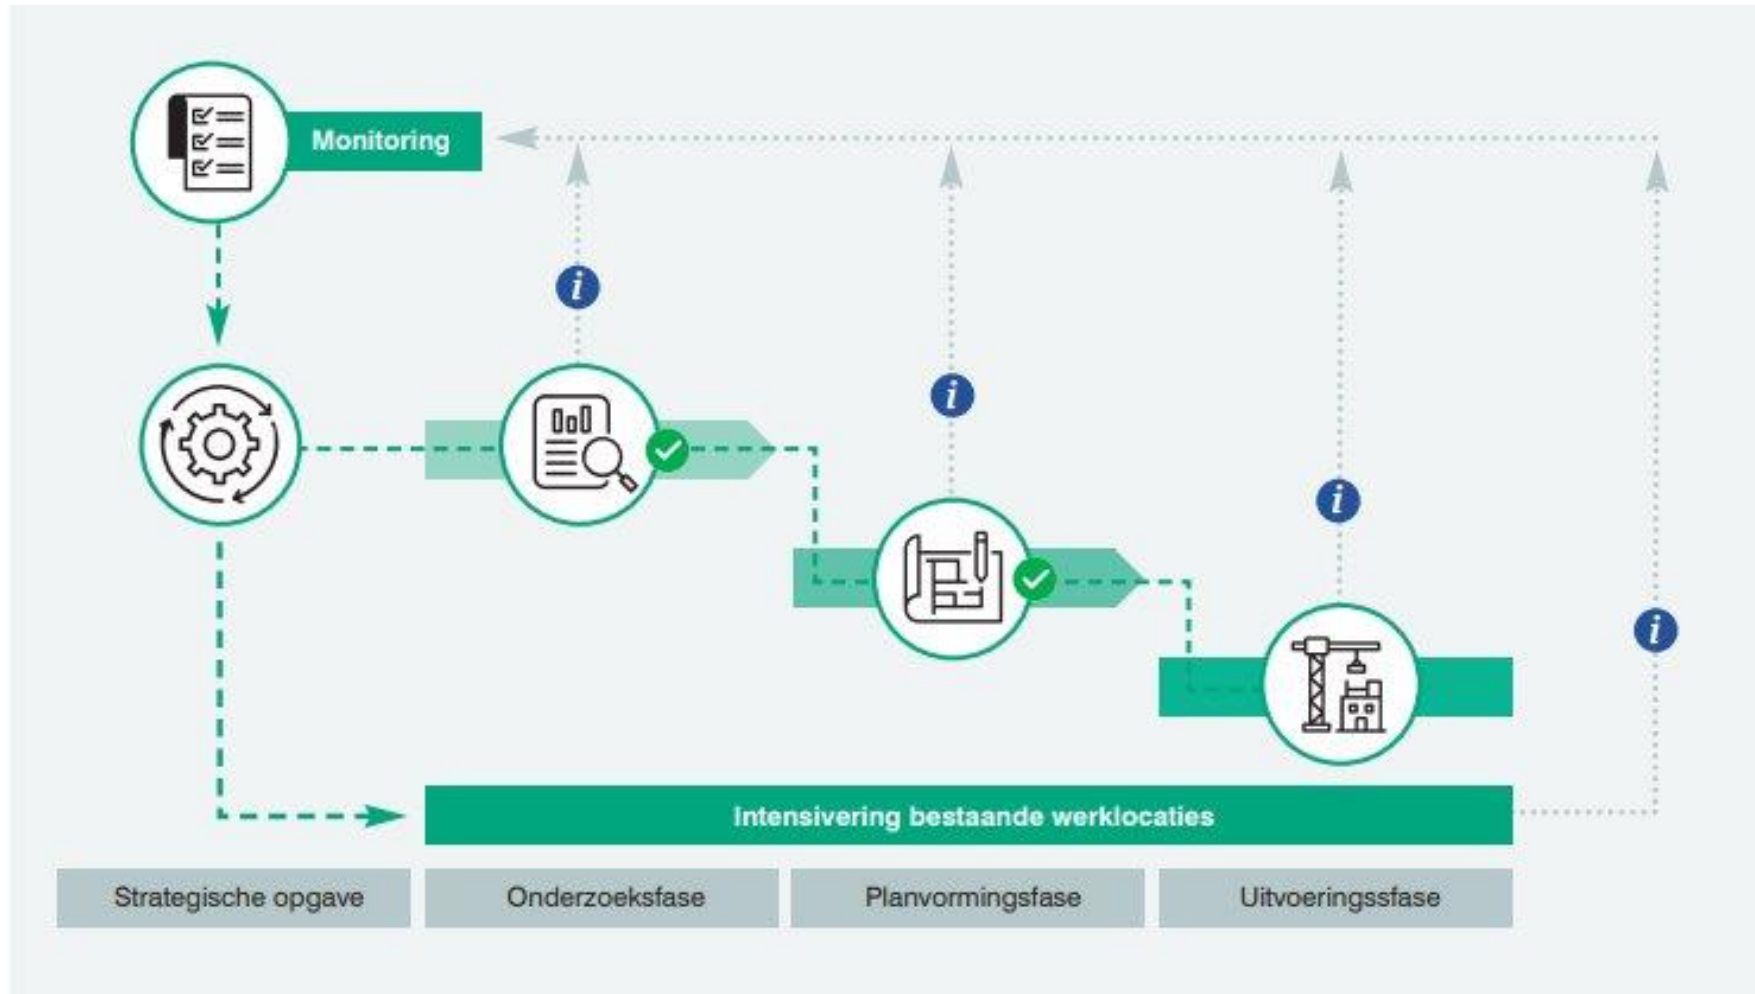 Monitoring
i
i
i
i
Intensivering bestaande werklocaties
Strategische opgave
Onderzoeksfase
Planvormingsfase
Uitvoeringssfase